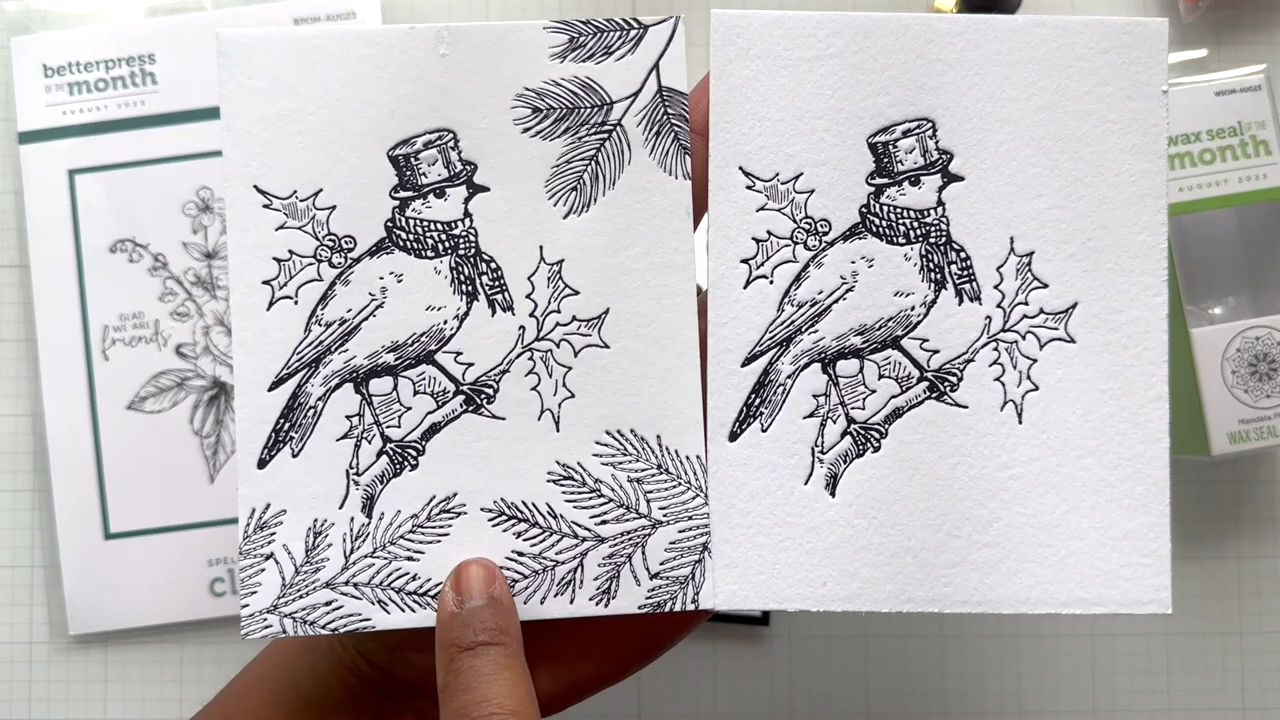 BPOM-AUG23
betterpress
OF THE month
AUGUST 2023
GLAD
WE ARE
friends
SPEL
cl
WSOM-AUG23
wax seal OF THE
month
AUGUST 2023
Mandala F
WAX SEAL